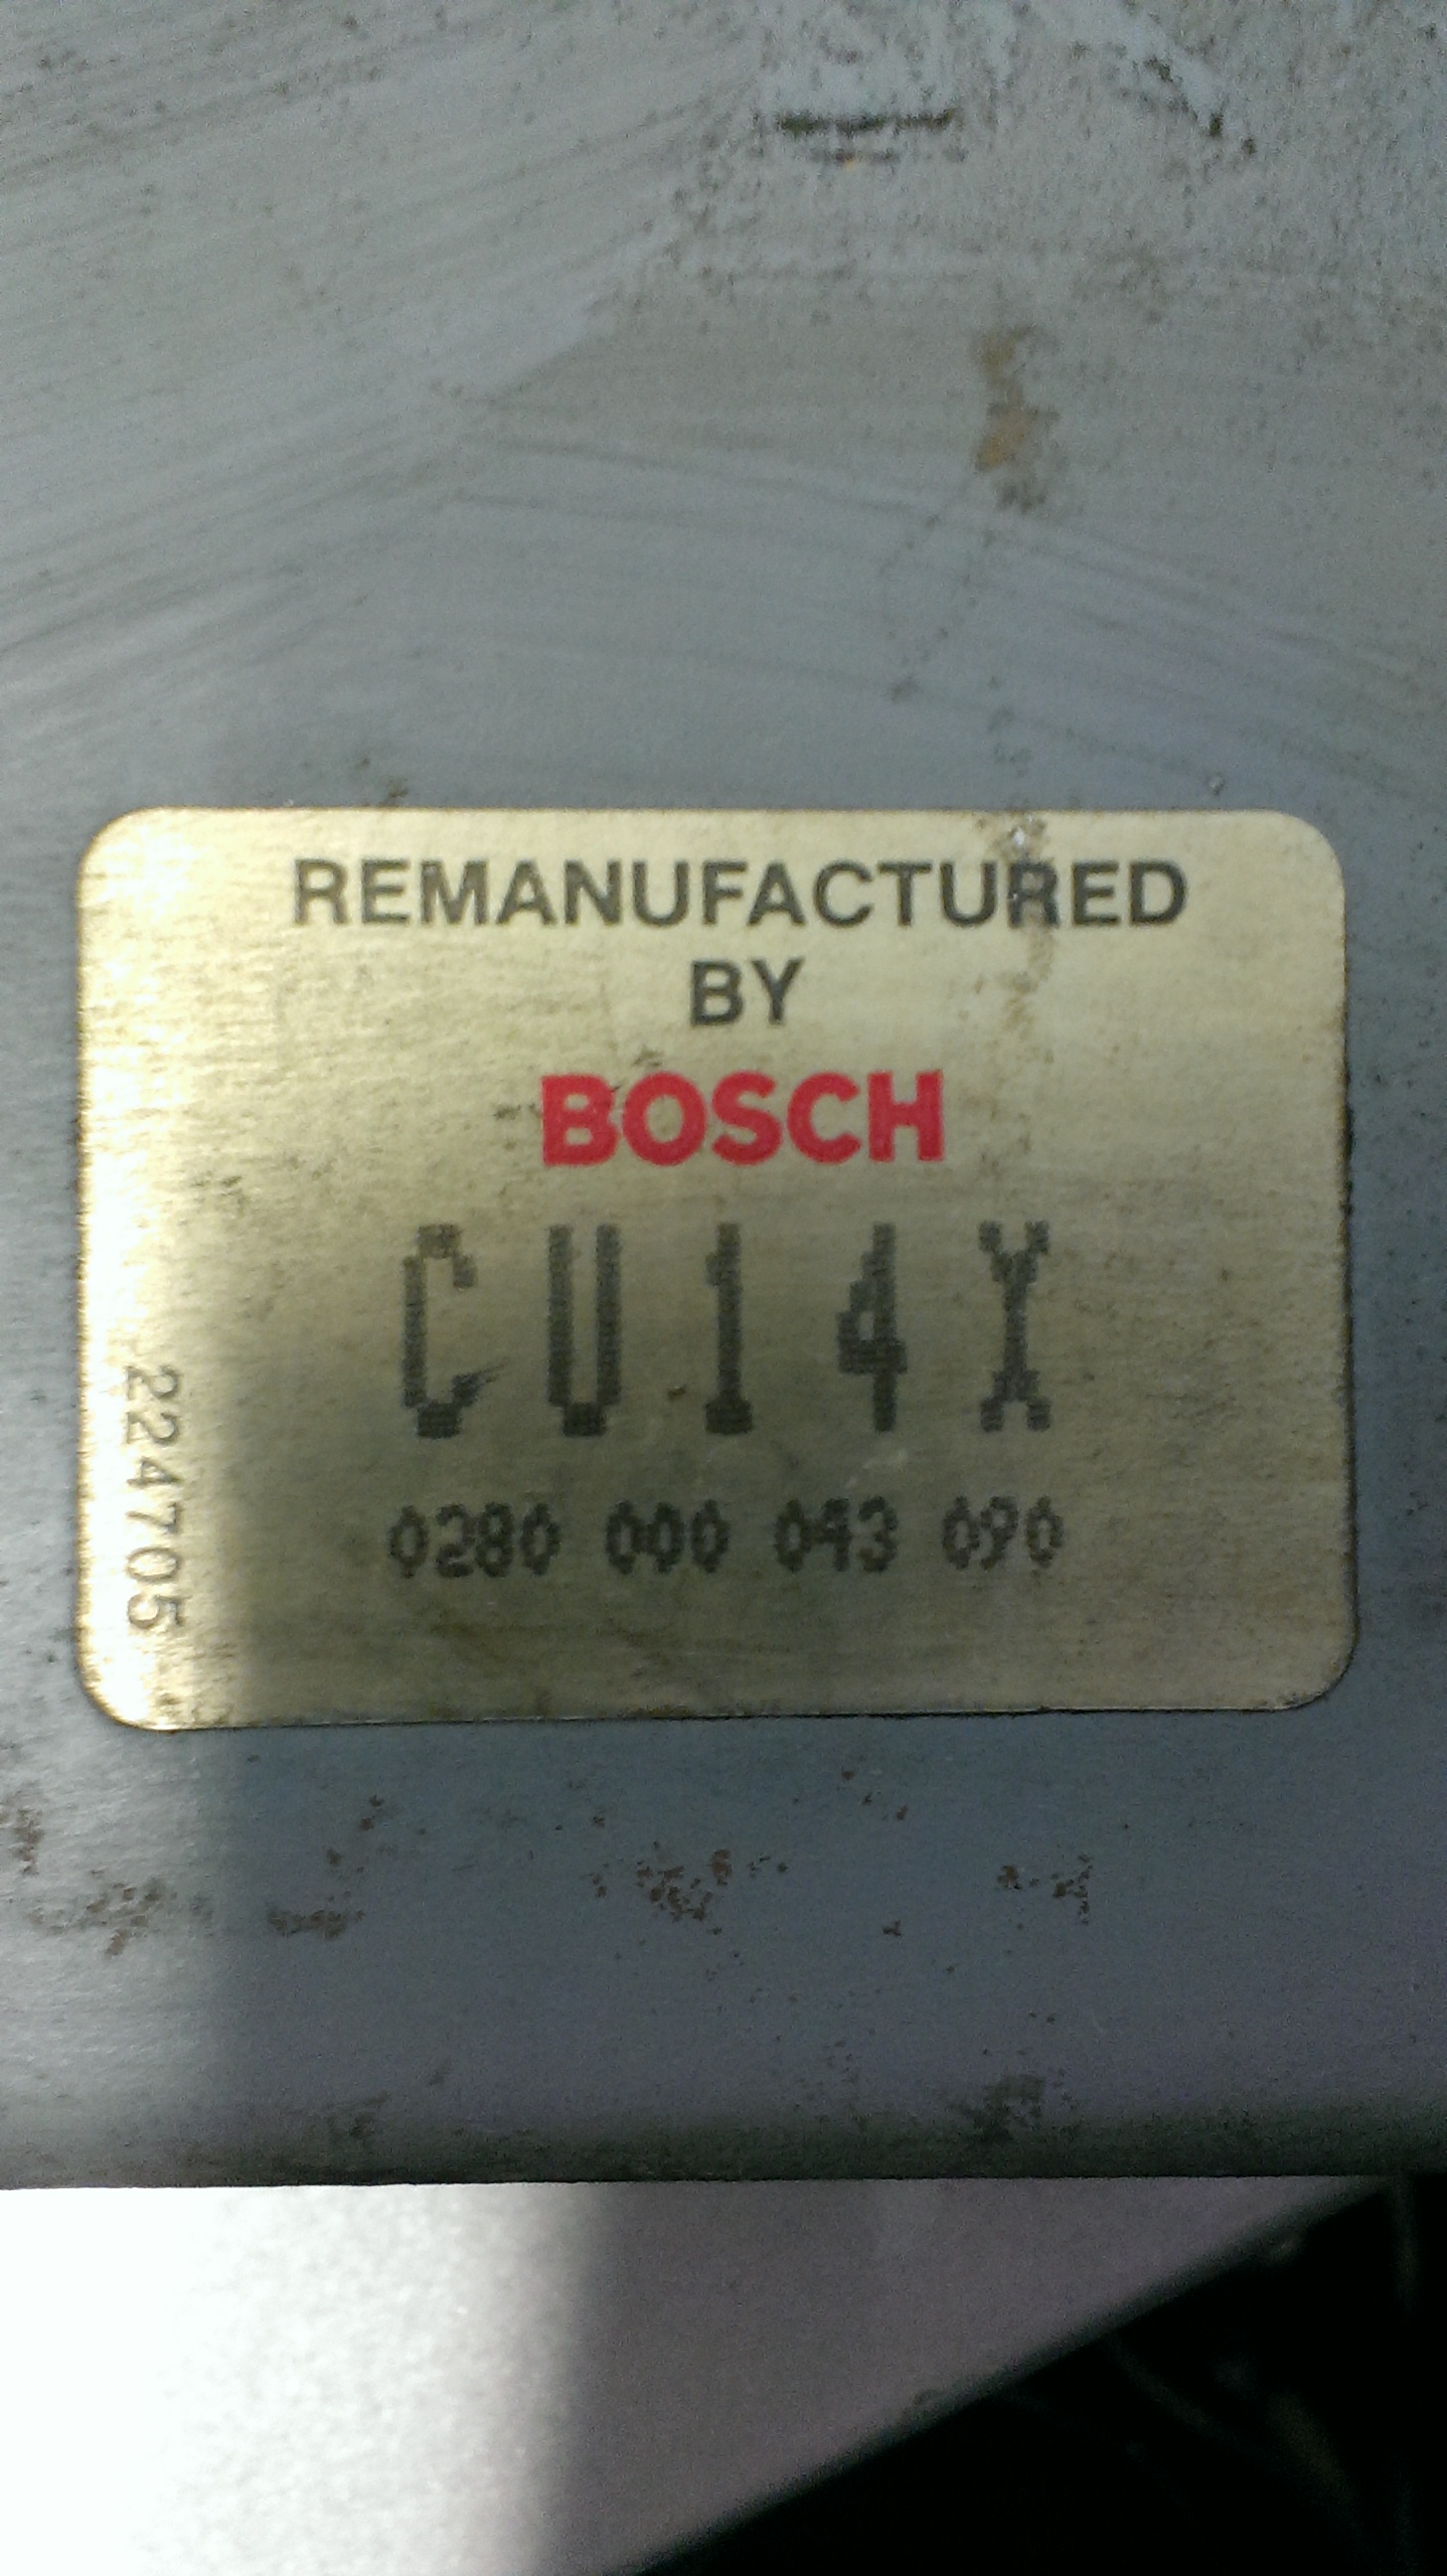 REMANUFACTURED
BY
BOSCH
CU14X
0280 000 043 090
224705